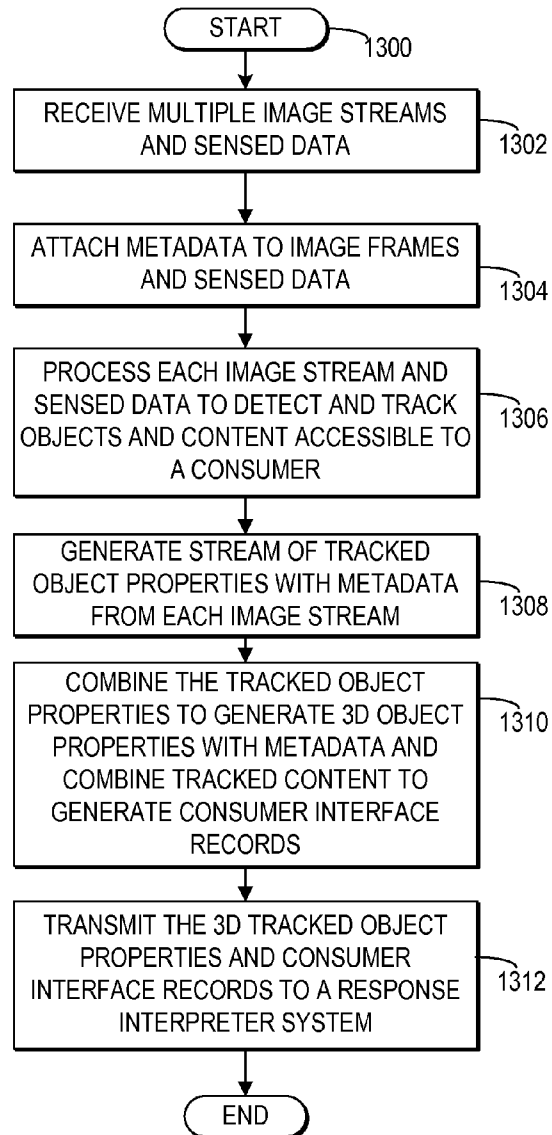 START
1300
RECEIVE MULTIPLE IMAGE STREAMS
AND SENSED DATA
1302
ATTACH METADATA TO IMAGE FRAMES
AND SENSED DATA
1304
PROCESS EACH IMAGE STREAM AND
SENSED DATA TO DETECT AND TRACK
OBJECTS AND CONTENT ACCESSIBLE TO
A CONSUMER
1306
GENERATE STREAM OF TRACKED
OBJECT PROPERTIES WITH METADATA
FROM EACH IMAGE STREAM
1308
COMBINE THE TRACKED OBJECT
PROPERTIES TO GENERATE 3D OBJECT
PROPERTIES WITH METADATA AND
COMBINE TRACKED CONTENT TO
GENERATE CONSUMER INTERFACE
RECORDS
1310
TRANSMIT THE 3D TRACKED OBJECT
PROPERTIES AND CONSUMER
INTERFACE RECORDS TO A RESPONSE
INTERPRETER SYSTEM
1312
END